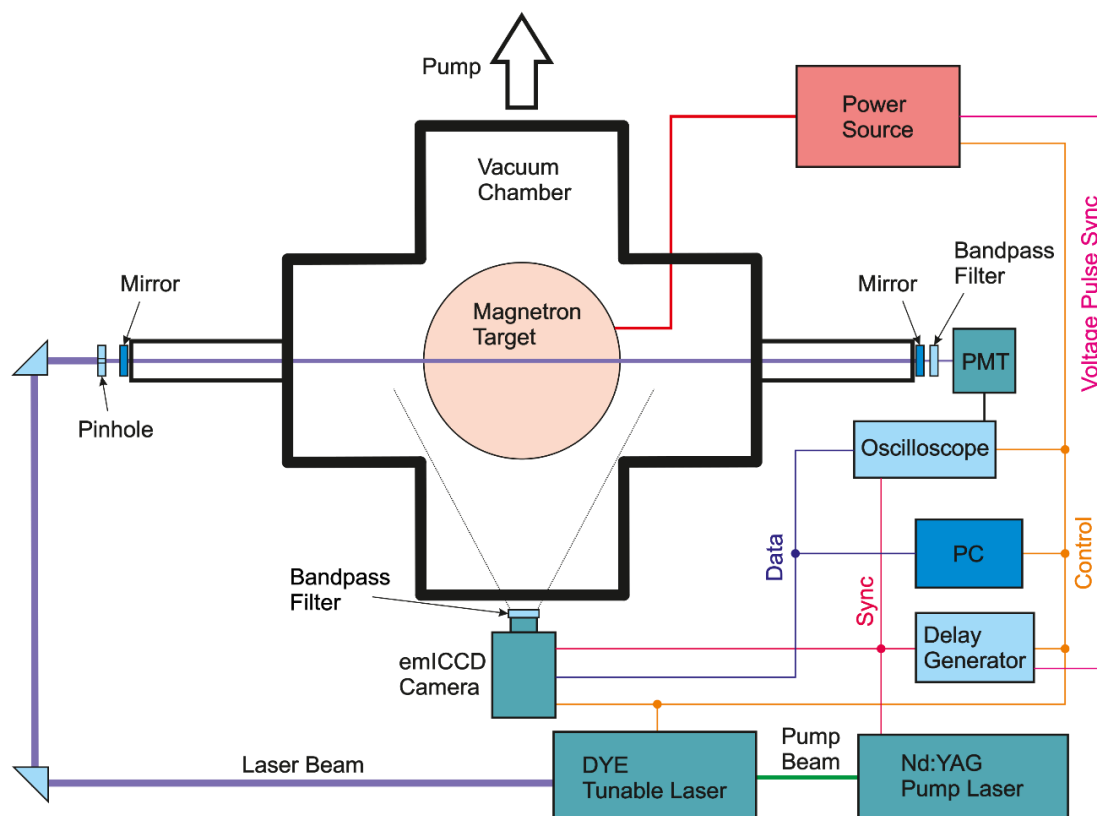 Pump
Power
Source
Vacuum
Chamber
Voltage Pulse Sync
Bandpass
Filter
Mirror
Mirror
Magnetron
Target
PMT
Pinhole
Oscilloscope
Data
PC
Control
Bandpass
Filter
Sync
Delay
Generator
emICCD
Camera
Pump
Beam
Laser Beam
DYE
Tunable Laser
Nd:YAG
Pump Laser